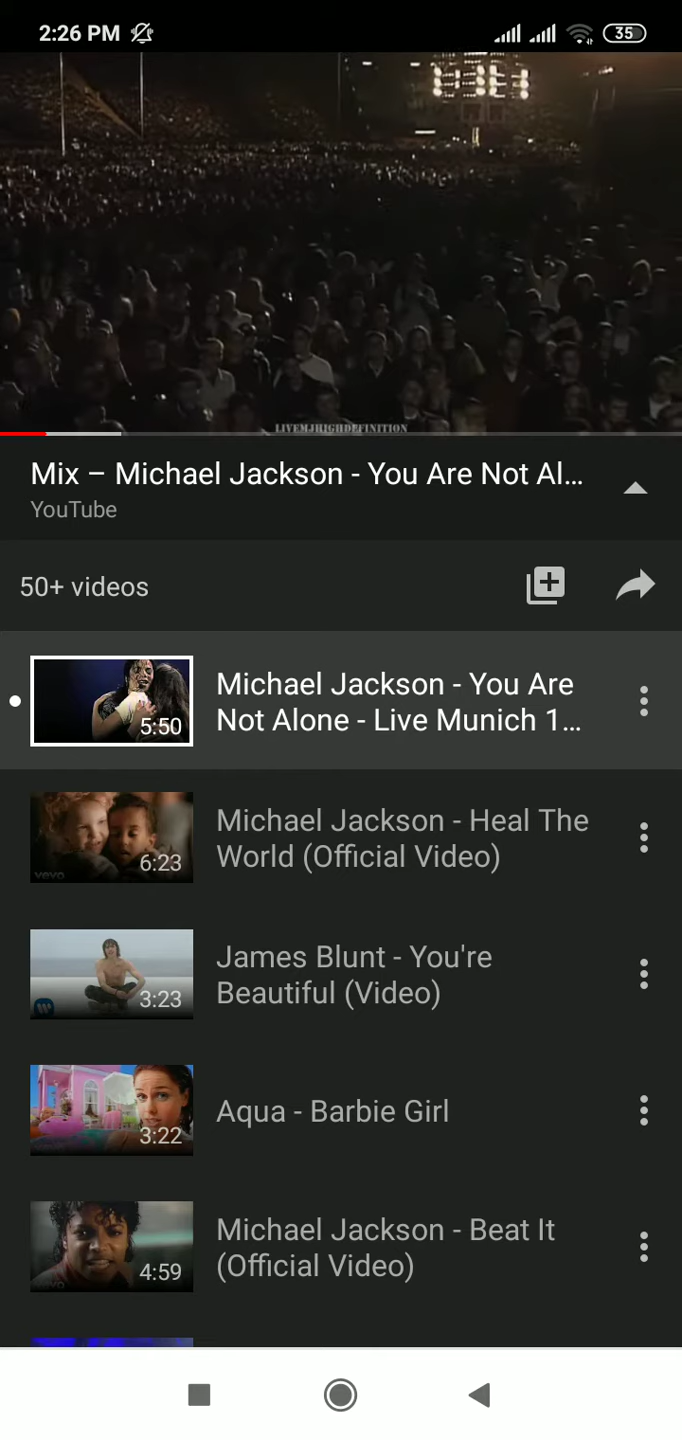 2:26 PM
35
LIVEMJHIGHDEFINITION
Mix – Michael Jackson - You Are Not Al...
YouTube
50+ videos
5:50
Michael Jackson - You Are
Not Alone - Live Munich 1...
vevo
6:23
Michael Jackson - Heal The
World (Official Video)
3:23
James Blunt - You're
Beautiful (Video)
3:22
Aqua - Barbie Girl
vevo
4:59
Michael Jackson - Beat It
(Official Video)